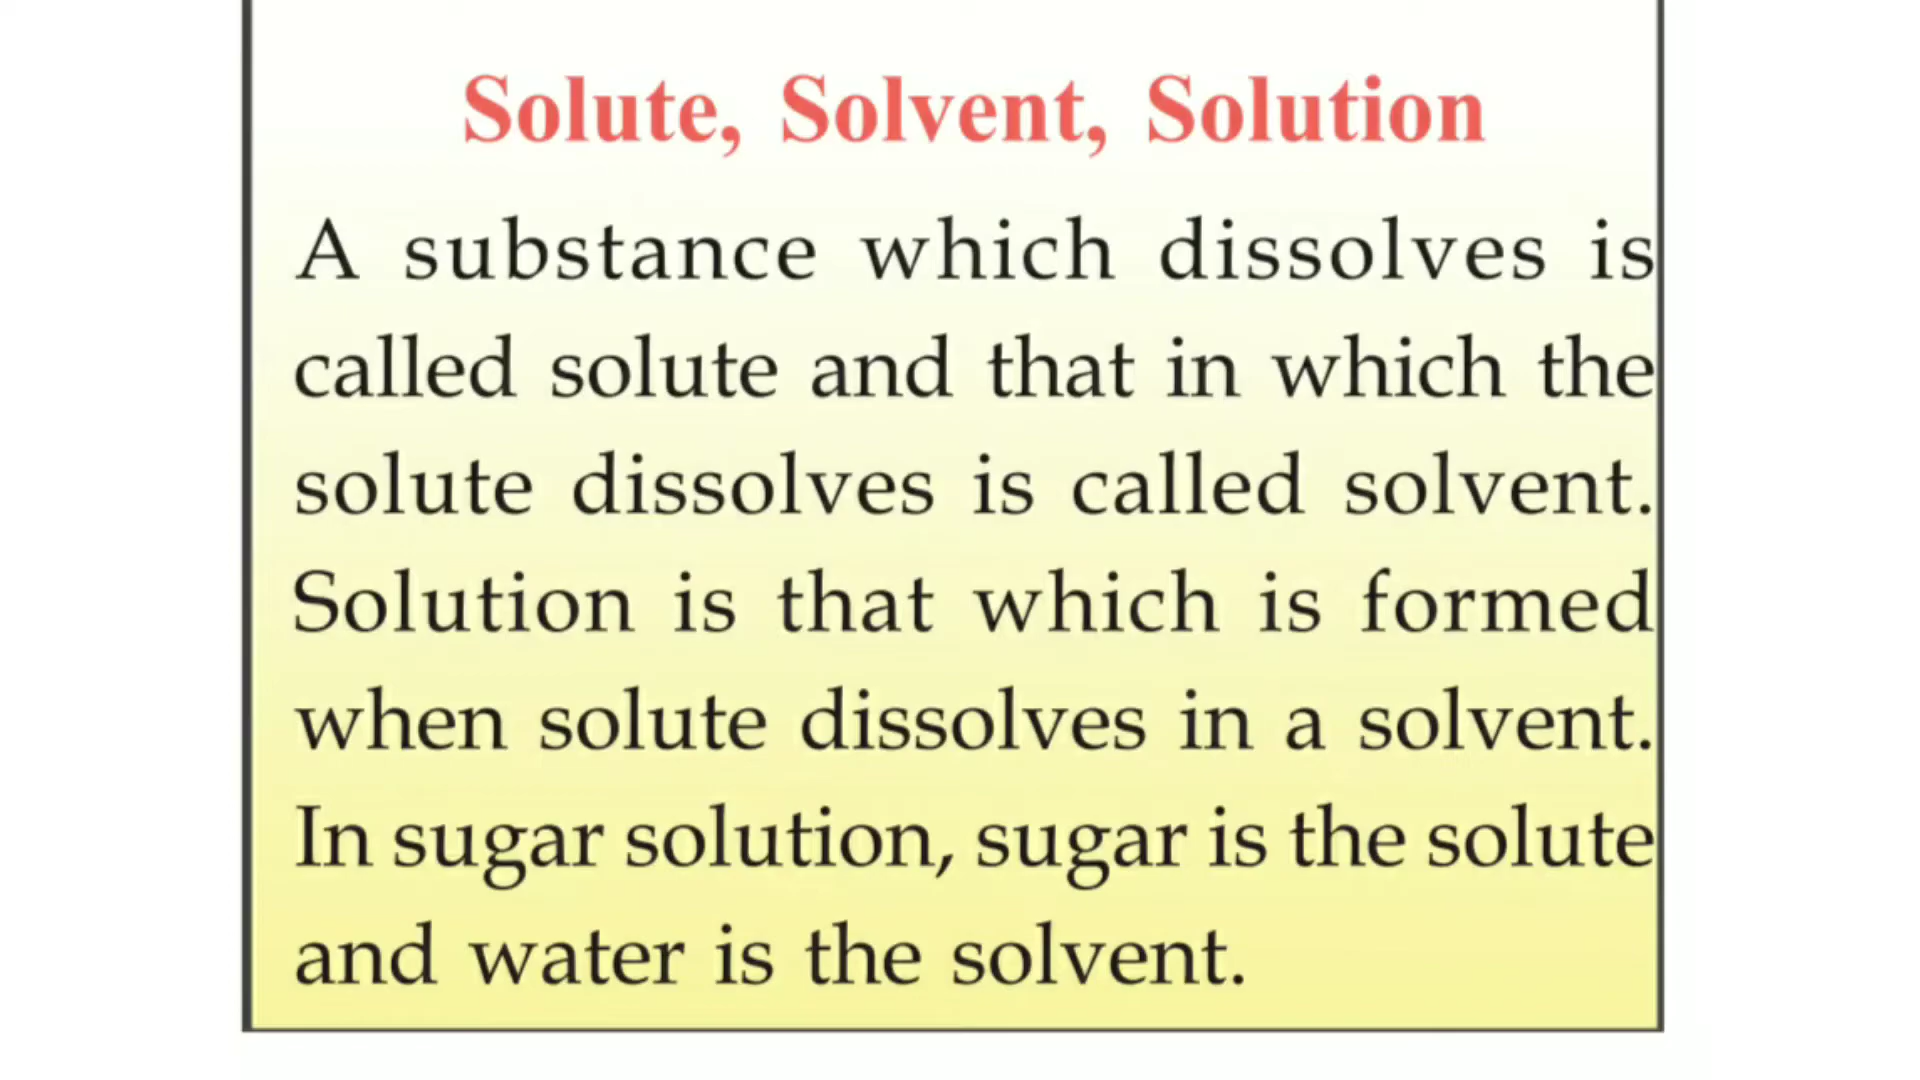 Solute, Solvent, Solution
A substance which dissolves is
called solute and that in which the
solute dissolves is called solvent.
Solution is that which is formed
when solute dissolves in a solvent.
In sugar solution, sugar is the solute
and water is the solvent.